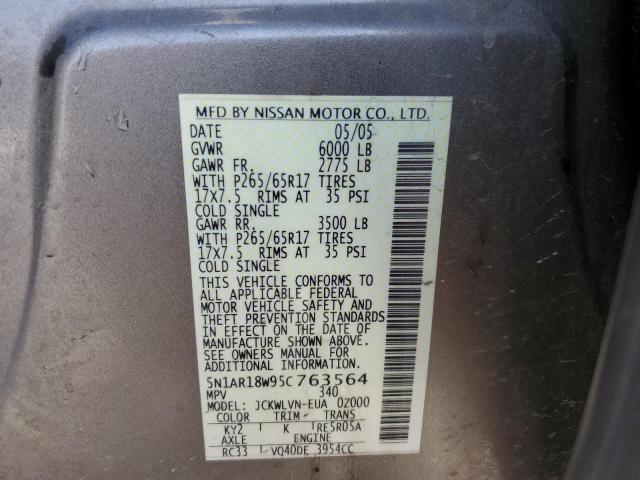 MFD BY NISSAN MOTOR CO., LTD.
DATE 05/05
GVWR 6000 LB
GAWR FR. 2775 LB
WITH P265/65R17 TIRES
17X7.5 RIMS AT 35 PSI
COLD SINGLE
GAWR RR. 3500 LB
WITH P265/65R17 TIRES
17X7.5 RIMS AT 35 PSI
COLD SINGLE
THIS VEHICLE CONFORMS TO
ALL APPLICABLE FEDERAL
MOTOR VEHICLE SAFETY AND
THEFT PREVENTION STANDARDS
IN EFFECT ON THE DATE OF
MANUFACTURE SHOWN ABOVE.
SEE OWNERS MANUAL FOR
ADDITIONAL INFORMATION.
5N1AR18W95C763564
MPV 340
MODEL JCKWLVN-EUA 0Z000
COLOR TRIM TRANS
KY2 K RE5R05A
AXLE ENGINE
RC33 VQ40DE 3954CC